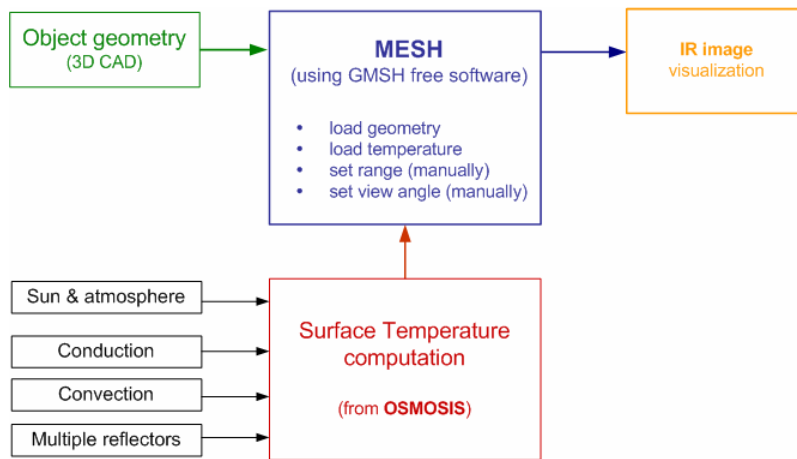 Object geometry
(3D CAD)
MESH
(using GMSH free software)
• load geometry
• load temperature
• set range (manually)
• set view angle (manually)
IR image
visualization
Sun & atmosphere
Conduction
Convection
Multiple reflectors
Surface Temperature
computation
(from OSMOSIS)